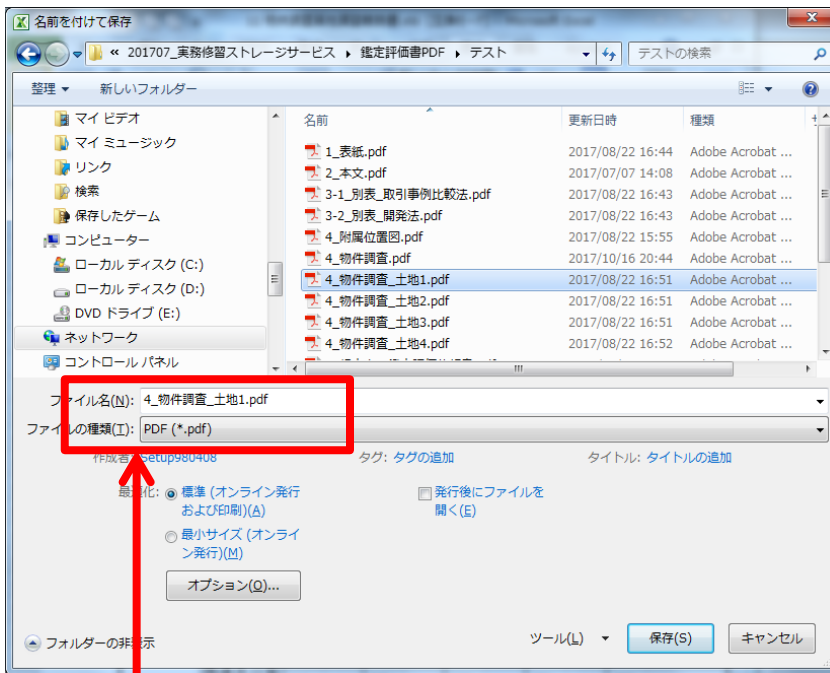 名前を付けて保存
« 201707_実務修習ストレージサービス ▸ 鑑定評価書PDF ▸ テスト
テストの検索
整理 ▼ 新しいフォルダー
マイ ビデオ
マイ ミュージック
リンク
検索
保存したゲーム
コンピューター
ローカル ディスク (C:)
ローカル ディスク (D:)
DVD ドライブ (E:)
ネットワーク
コントロール パネル
名前 更新日時 種類
1_表紙.pdf 2017/08/22 16:44 Adobe Acrobat ...
2_本文.pdf 2017/07/07 14:08 Adobe Acrobat ...
3-1_別表_取引事例比較法.pdf 2017/08/22 16:43 Adobe Acrobat ...
3-2_別表_開発法.pdf 2017/08/22 16:43 Adobe Acrobat ...
4_附属位置図.pdf 2017/08/22 15:55 Adobe Acrobat ...
4_物件調査.pdf 2017/10/16 20:44 Adobe Acrobat ...
4_物件調査_土地1.pdf 2017/08/22 16:51 Adobe Acrobat ...
4_物件調査_土地2.pdf 2017/08/22 16:51 Adobe Acrobat ...
4_物件調査_土地3.pdf 2017/08/22 16:51 Adobe Acrobat ...
4_物件調査_土地4.pdf 2017/08/22 16:52 Adobe Acrobat ...
ファイル名(N): 4_物件調査_土地1.pdf
ファイルの種類(T): PDF (*.pdf)
作成者: Setup980408 タグ: タグの追加 タイトル: タイトルの追加
最適化: 標準 (オンライン発行
および印刷)(A)
最小サイズ (オンライ
ン発行)(M)
発行後にファイルを
開く(E)
オプション(O)...
フォルダーの非表示
ツール(L) ▼ 保存(S) キャンセル